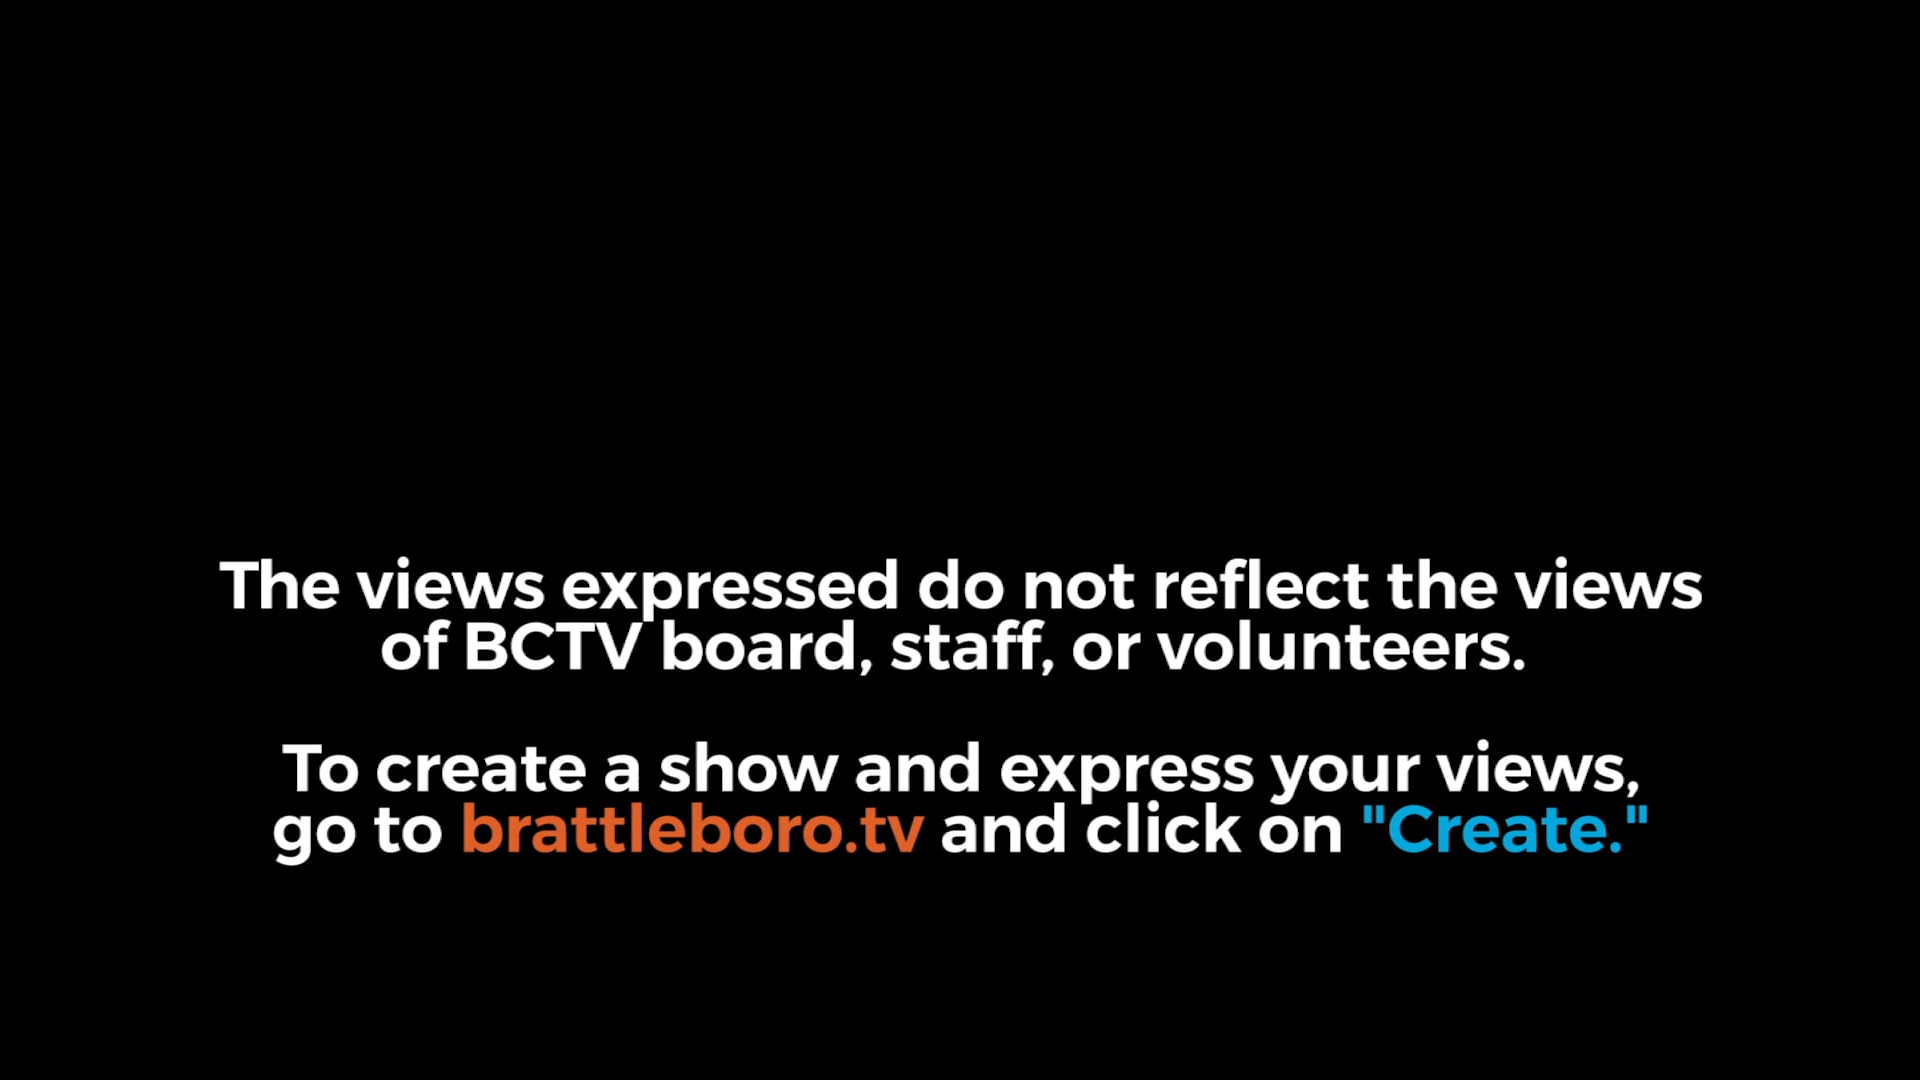 The views expressed do not reflect the views
of BCTV board, staff, or volunteers.
To create a show and express your views,
go to brattleboro.tv and click on "Create."